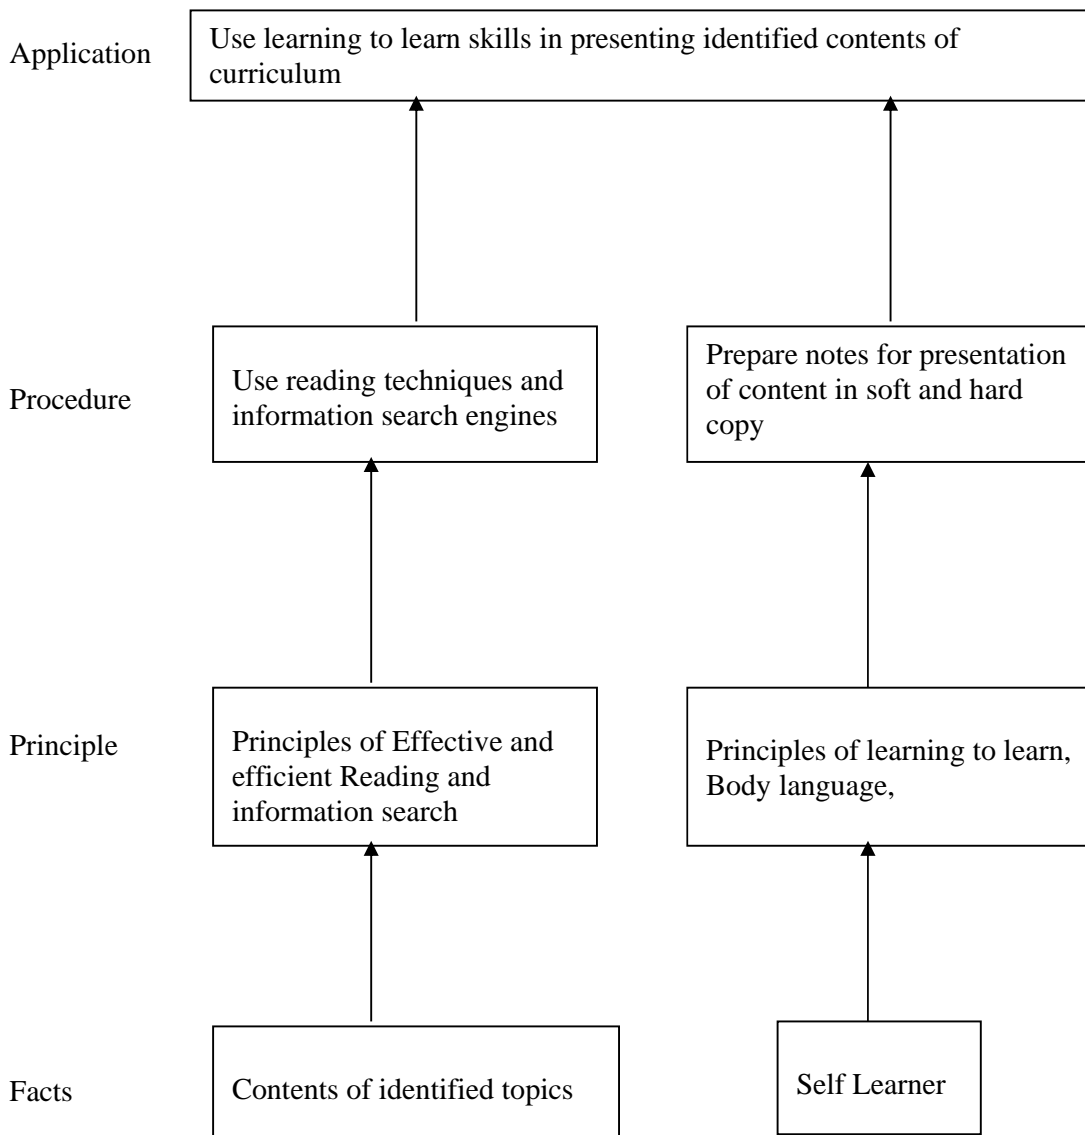 Application
Use learning to learn skills in presenting identified contents of
curriculum
Procedure
Use reading techniques and
information search engines
Prepare notes for presentation
of content in soft and hard
copy
Principle
Principles of Effective and
efficient Reading and
information search
Principles of learning to learn,
Body language,
Facts
Contents of identified topics
Self Learner